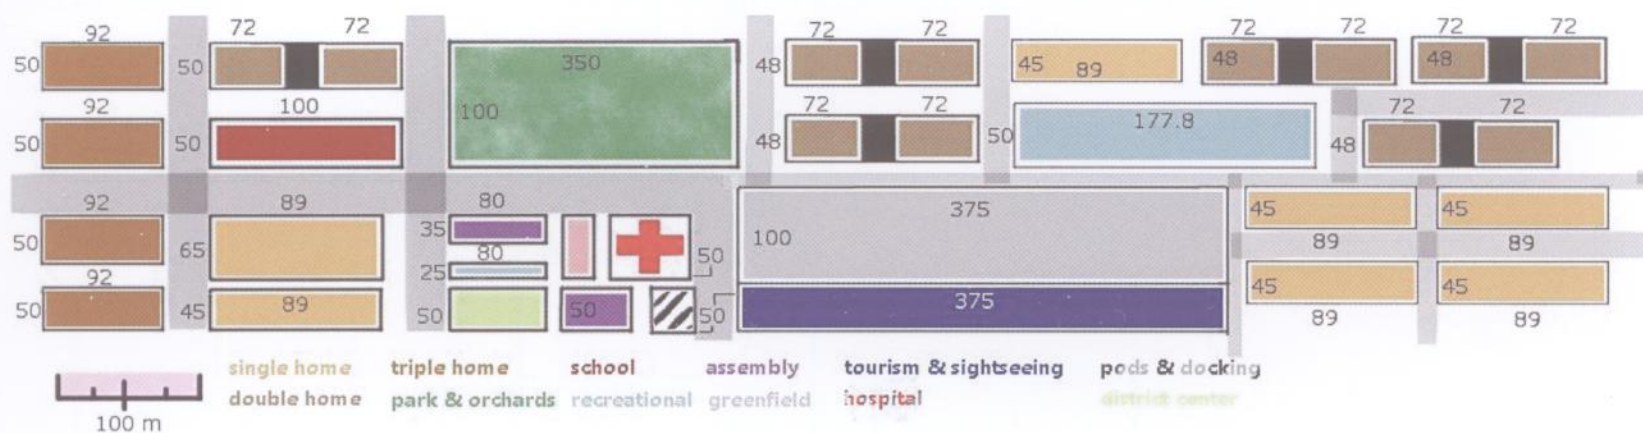 92 72 72 72 72 72 72 72 72
50 50 350 48 45 89 48 48
92 100 100 72 72 177.8 72 72
50 50 48 50 48
92 89 80 375
50 65 35 100 45 45
80 50 89 89
92 25
50 45 89 50 50 50 375 45 45
89 89
single home triple home school assembly tourism & sightseeing pods & docking
double home park & orchards recreational greenfield hospital district center
100 m